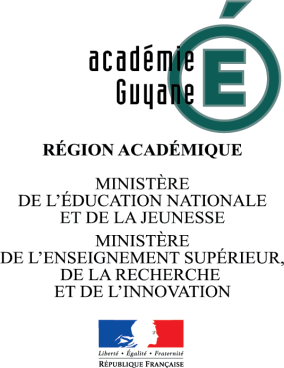 académie
Guyane
É
RÉGION ACADÉMIQUE
MINISTÈRE
DE L'ÉDUCATION NATIONALE
ET DE LA JEUNESSE
MINISTÈRE
DE L'ENSEIGNEMENT SUPÉRIEUR,
DE LA RECHERCHE
ET DE L'INNOVATION
Liberté • Égalité • Fraternité
RÉPUBLIQUE FRANÇAISE